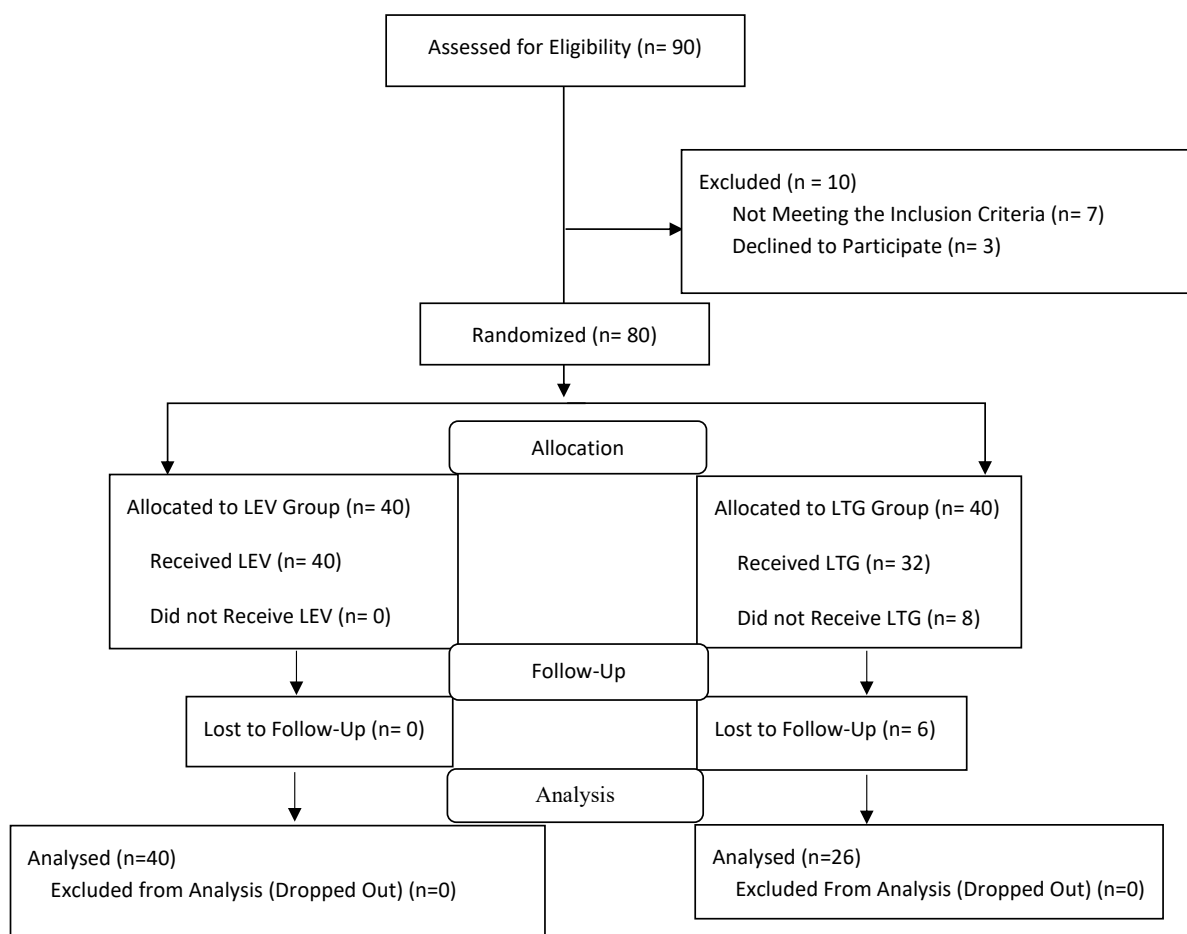 Assessed for Eligibility (n= 90)
Excluded (n = 10)
Not Meeting the Inclusion Criteria (n= 7)
Declined to Participate (n= 3)
Randomized (n= 80)
Allocation
Allocated to LEV Group (n= 40)
Received LEV (n= 40)
Did not Receive LEV (n= 0)
Allocated to LTG Group (n= 40)
Received LTG (n= 32)
Did not Receive LTG (n= 8)
Follow-Up
Lost to Follow-Up (n= 0)
Lost to Follow-Up (n= 6)
Analysis
Analysed (n=40)
Excluded from Analysis (Dropped Out) (n=0)
Analysed (n=26)
Excluded From Analysis (Dropped Out) (n=0)